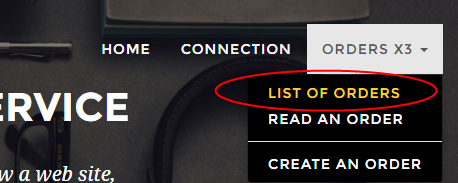 HOME CONNECTION ORDERS X3
LIST OF ORDERS
ERVICE
READ AN ORDER
CREATE AN ORDER
w a web site,